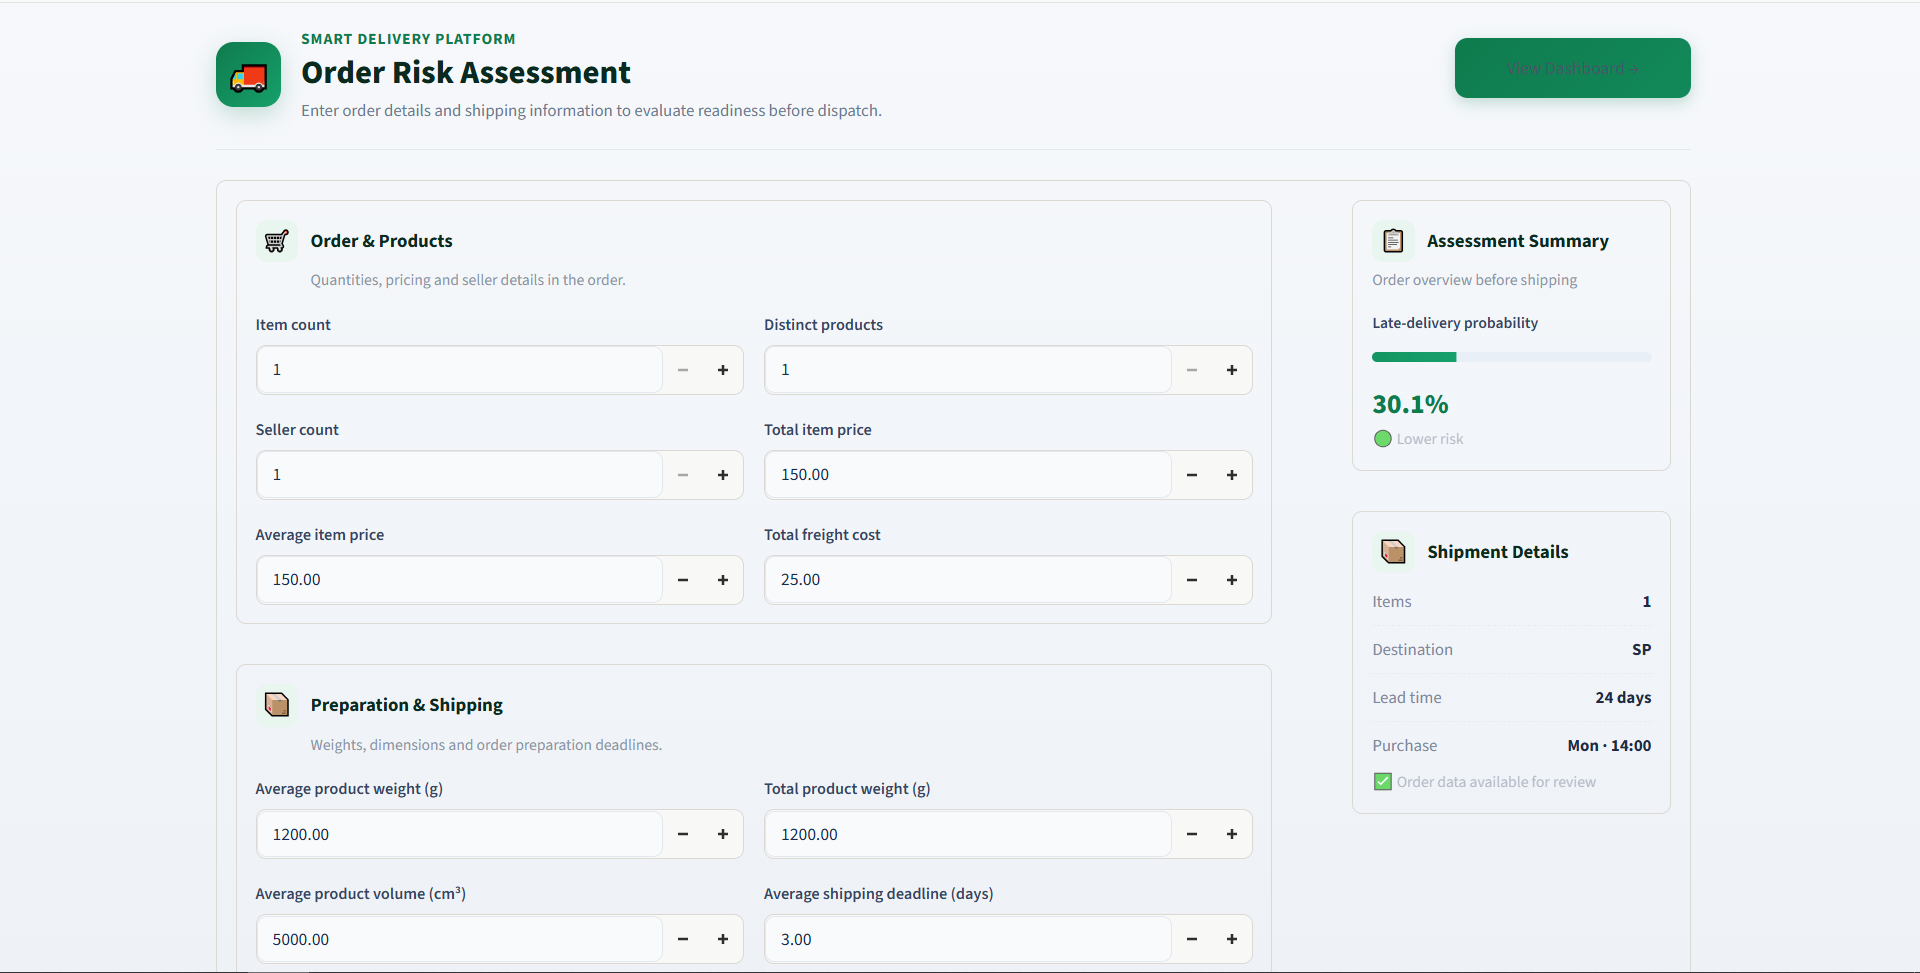 SMART DELIVERY PLATFORM
Order Risk Assessment
Enter order details and shipping information to evaluate readiness before dispatch.
View Dashboard →
Order & Products
Quantities, pricing and seller details in the order.
Item count
1
Distinct products
1
Seller count
1
Total item price
150.00
Average item price
150.00
Total freight cost
25.00
Preparation & Shipping
Weights, dimensions and order preparation deadlines.
Average product weight (g)
1200.00
Total product weight (g)
1200.00
Average product volume (cm³)
5000.00
Average shipping deadline (days)
3.00
Assessment Summary
Order overview before shipping
Late-delivery probability
30.1%
Lower risk
Shipment Details
Items 1
Destination SP
Lead time 24 days
Purchase Mon · 14:00
Order data available for review